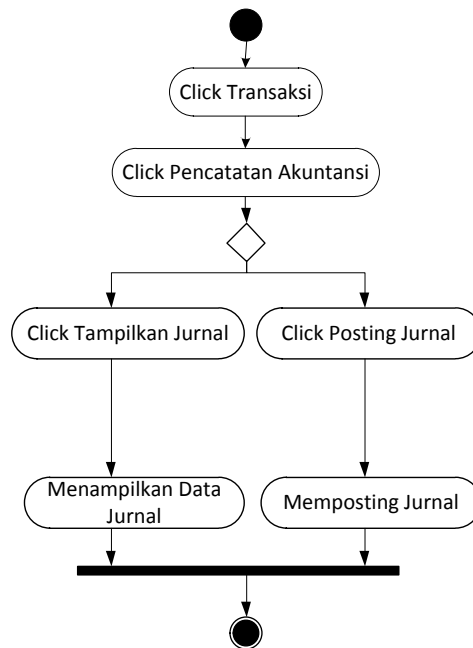 Click Transaksi
Click Pencatatan Akuntansi
Click Tampilkan Jurnal
Click Posting Jurnal
Menampilkan Data
Jurnal
Memposting Jurnal